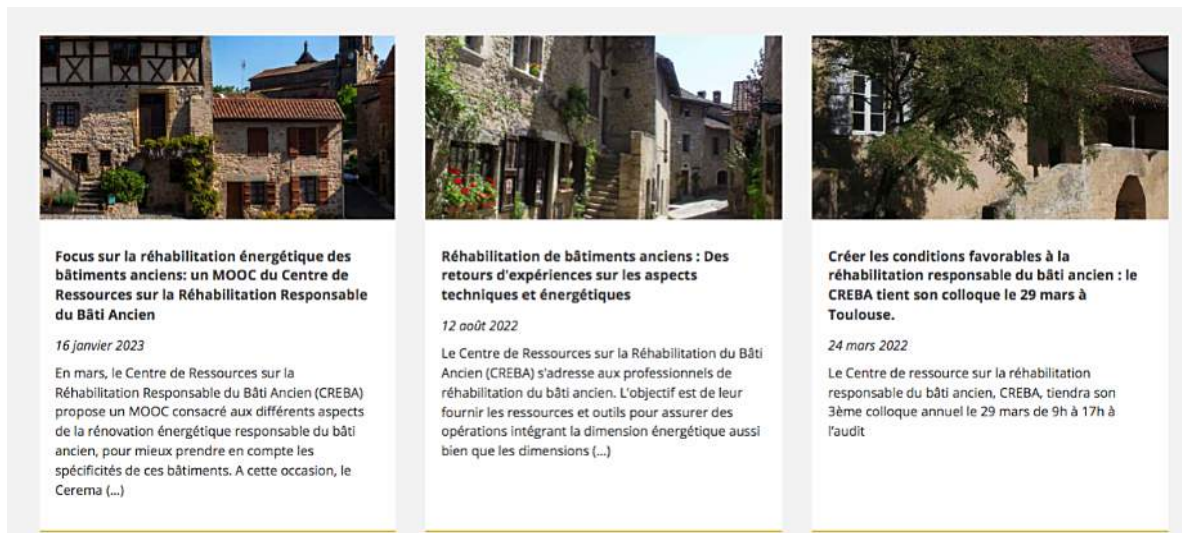 Focus sur la réhabilitation énergétique des
bâtiments anciens: un MOOC du Centre de
Ressources sur la Réhabilitation Responsable
du Bâti Ancien
16 janvier 2023
En mars, le Centre de Ressources sur la
Réhabilitation Responsable du Bâti Ancien (CREBA)
propose un MOOC consacré aux différents aspects
de la rénovation énergétique responsable du bâti
ancien, pour mieux prendre en compte les
spécificités de ces bâtiments. A cette occasion, le
Cerema (...)
Réhabilitation de bâtiments anciens : Des
retours d'expériences sur les aspects
techniques et énergétiques
12 août 2022
Le Centre de Ressources sur la Réhabilitation du Bâti
Ancien (CREBA) s'adresse aux professionnels de
réhabilitation du bâti ancien. L'objectif est de leur
fournir les ressources et outils pour assurer des
opérations intégrant la dimension énergétique aussi
bien que les dimensions (...)
Créer les conditions favorables à la
réhabilitation responsable du bâti ancien : le
CREBA tient son colloque le 29 mars à
Toulouse.
24 mars 2022
Le Centre de ressource sur la réhabilitation
responsable du bâti ancien, CREBA, tiendra son
3ème colloque annuel le 29 mars de 9h à 17h à
l'audit